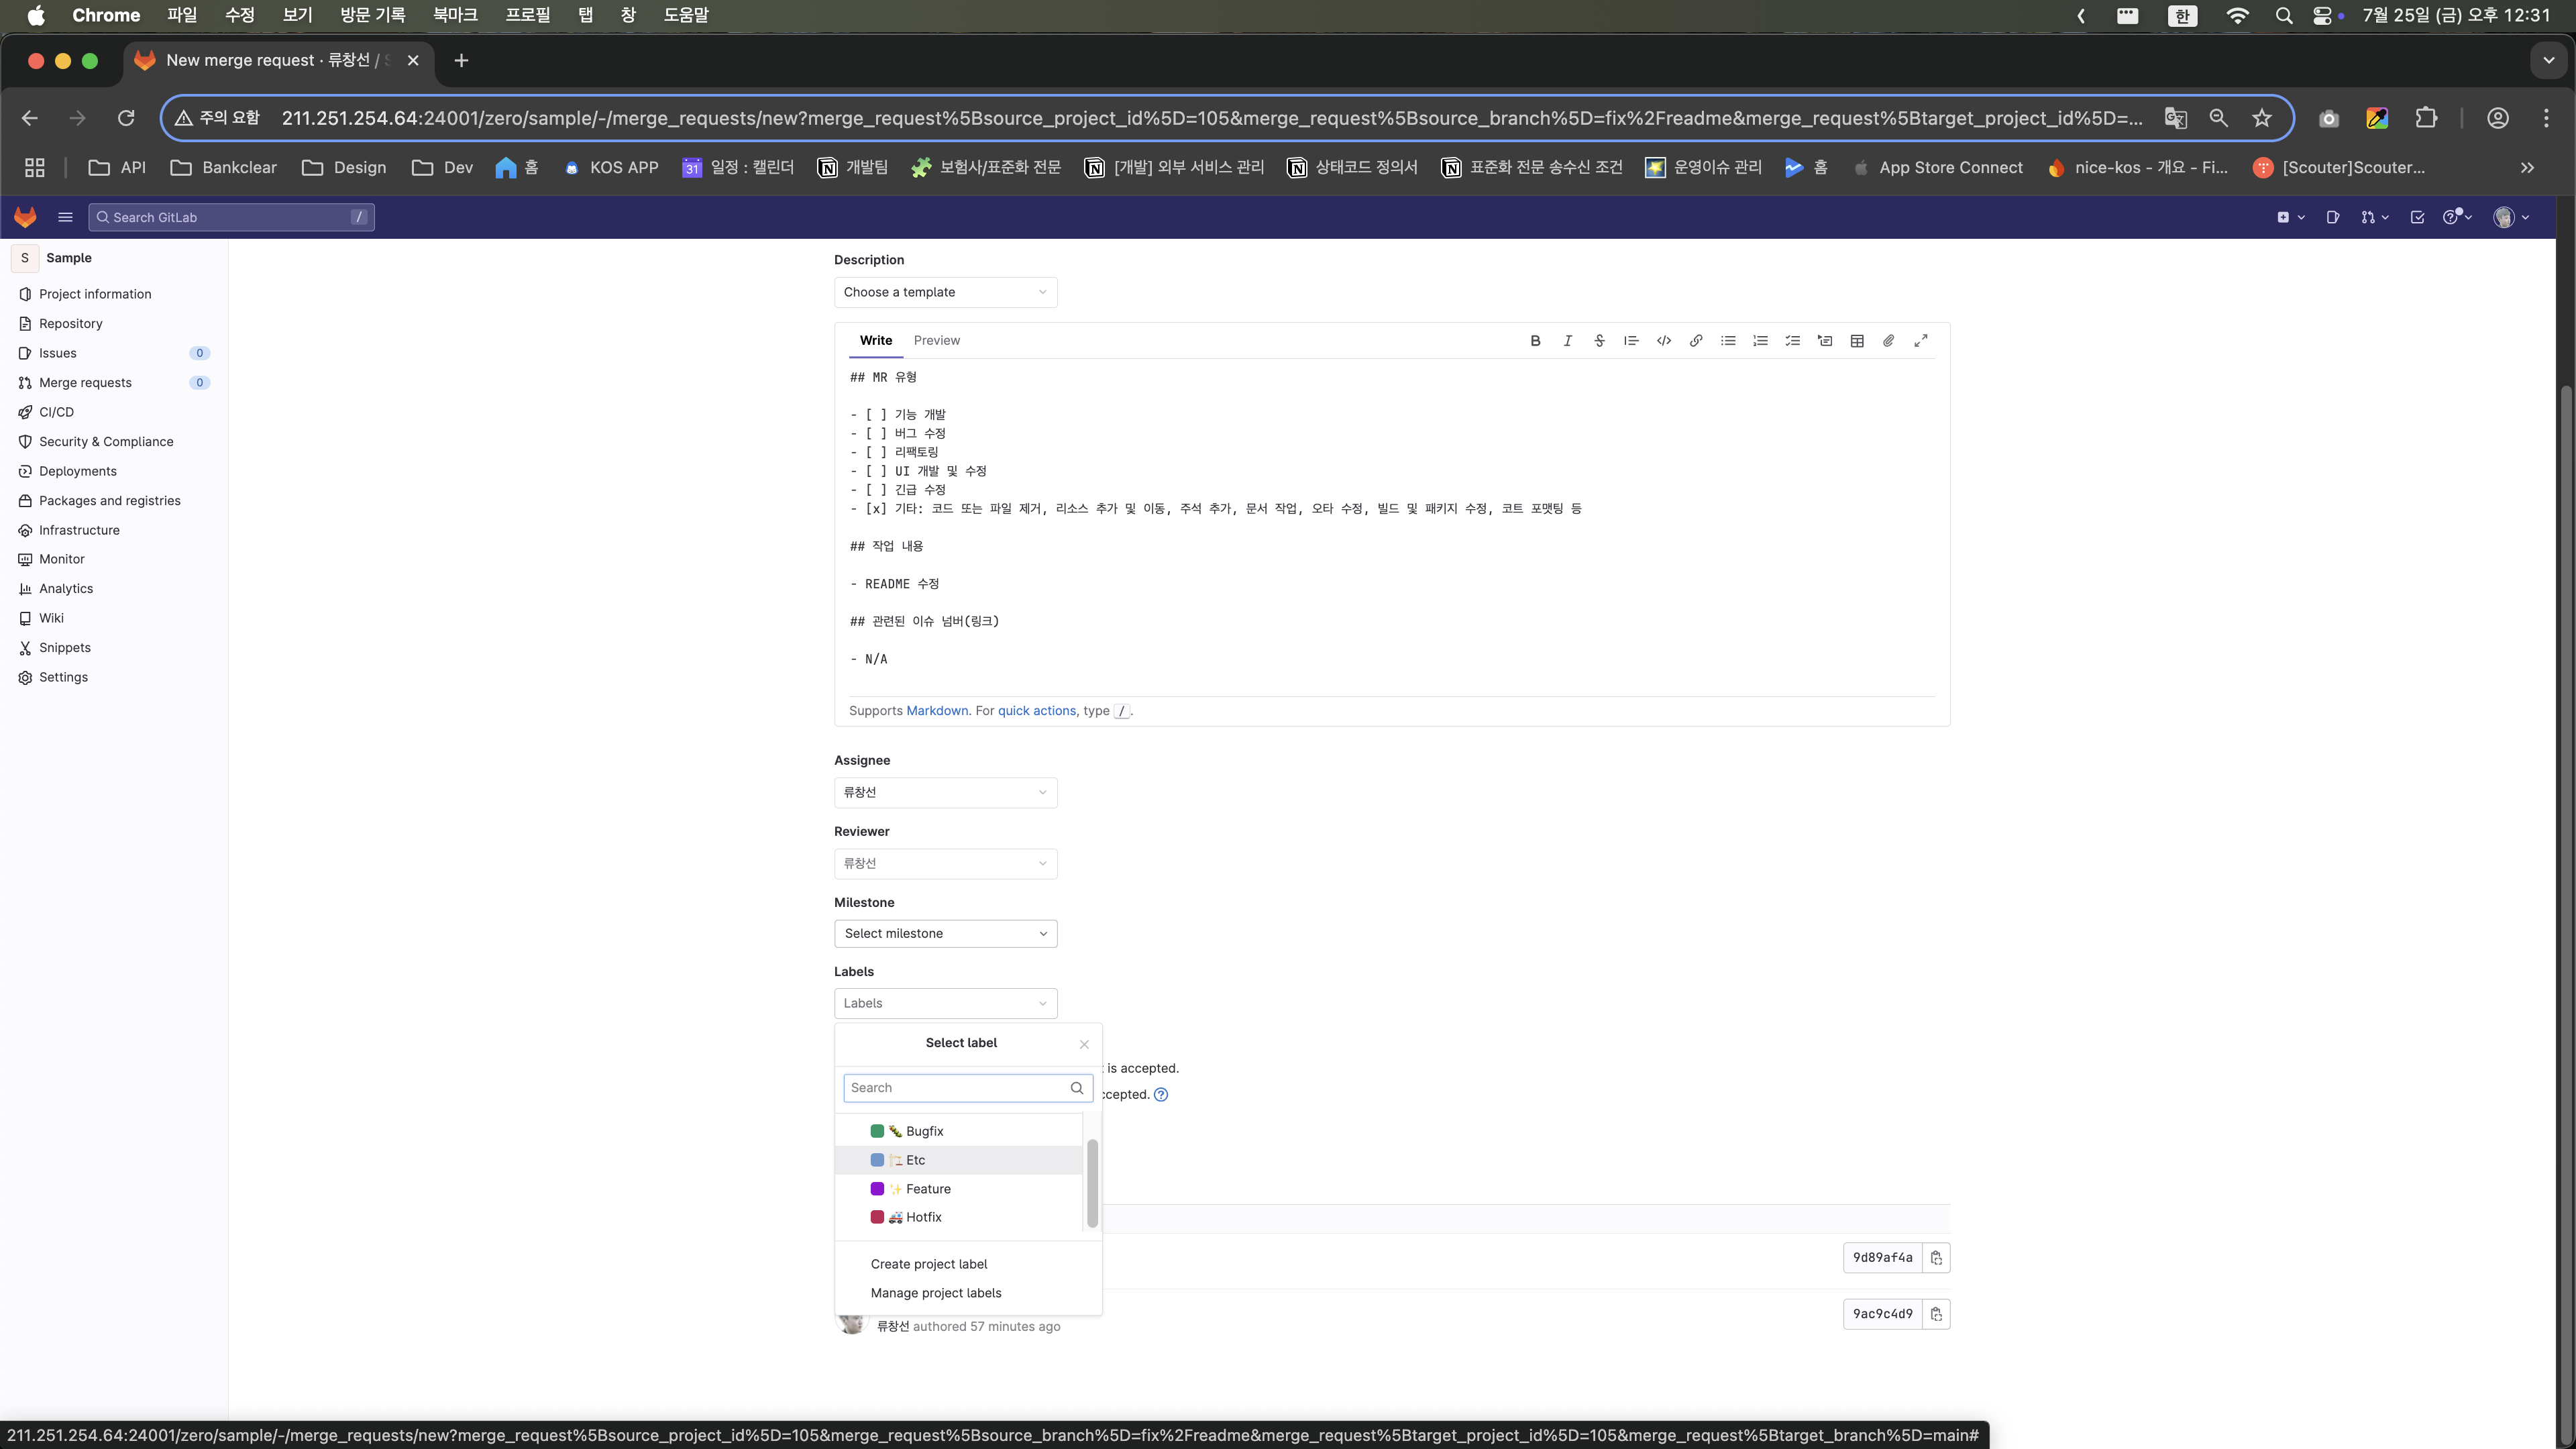 Chrome 파일 수정 보기 방문 기록 북마크 프로필 탭 창 도움말 한 7월 25일 (금) 오후 12:31
New merge request · 류창선 / S
주의 요함 211.251.254.64:24001/zero/sample/-/merge_requests/new?merge_request%5Bsource_project_id%5D=105&merge_request%5Bsource_branch%5D=fix%2Freadme&merge_request%5Btarget_project_id%5D=...
API Bankclear Design Dev 홈 KOS APP 31 일정 : 캘린더 개발팀 보험사/표준화 전문 [개발] 외부 서비스 관리 상태코드 정의서 표준화 전문 송수신 조건 운영이슈 관리 홈 App Store Connect nice-kos - 개요 - Fi... [Scouter]Scouter...
Search GitLab /
S Sample
Project information
Repository
Issues 0
Merge requests 0
CI/CD
Security & Compliance
Deployments
Packages and registries
Infrastructure
Monitor
Analytics
Wiki
Snippets
Settings
Description
Choose a template
Write Preview
## MR 유형
- [ ] 기능 개발
- [ ] 버그 수정
- [ ] 리팩토링
- [ ] UI 개발 및 수정
- [ ] 긴급 수정
- [x] 기타: 코드 또는 파일 제거, 리소스 추가 및 이동, 주석 추가, 문서 작업, 오타 수정, 빌드 및 패키지 수정, 코트 포맷팅 등
## 작업 내용
- README 수정
## 관련된 이슈 넘버(링크)
- N/A
Supports Markdown. For quick actions, type /.
Assignee
류창선
Reviewer
류창선
Milestone
Select milestone
Labels
Labels
Select label
is accepted.
Search
ccepted.
🐛 Bugfix
🏗️ Etc
✨ Feature
🚑 Hotfix
Create project label
9d89af4a
Manage project labels
9ac9c4d9
류창선 authored 57 minutes ago
211.251.254.64:24001/zero/sample/-/merge_requests/new?merge_request%5Bsource_project_id%5D=105&merge_request%5Bsource_branch%5D=fix%2Freadme&merge_request%5Btarget_project_id%5D=105&merge_request%5Btarget_branch%5D=main#